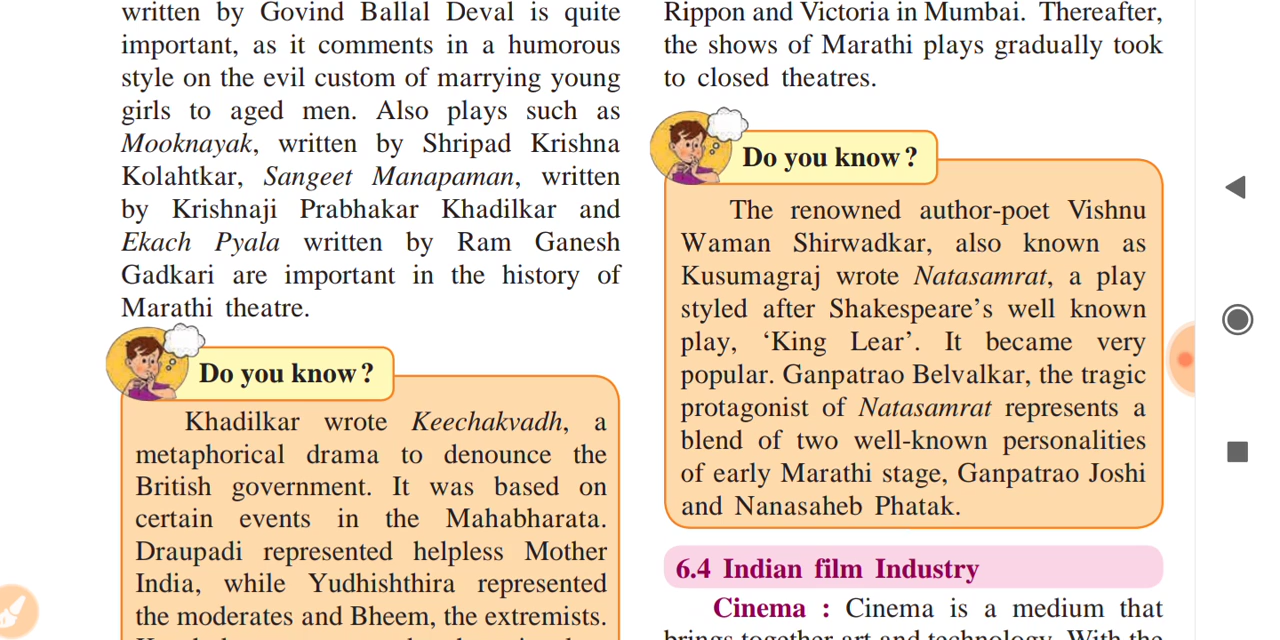 written by Govind Ballal Deval is quite
important, as it comments in a humorous
style on the evil custom of marrying young
girls to aged men. Also plays such as
Mooknayak, written by Shripad Krishna
Kolahtkar, Sangeet Manapaman, written
by Krishnaji Prabhakar Khadilkar and
Ekach Pyala written by Ram Ganesh
Gadkari are important in the history of
Marathi theatre.
Do you know ?
Khadilkar wrote Keechakvadh, a
metaphorical drama to denounce the
British government. It was based on
certain events in the Mahabharata.
Draupadi represented helpless Mother
India, while Yudhishthira represented
the moderates and Bheem, the extremists.
Rippon and Victoria in Mumbai. Thereafter,
the shows of Marathi plays gradually took
to closed theatres.
Do you know ?
The renowned author-poet Vishnu
Waman Shirwadkar, also known as
Kusumagraj wrote Natasamrat, a play
styled after Shakespeare's well known
play, ‘King Lear’. It became very
popular. Ganpatrao Belvalkar, the tragic
protagonist of Natasamrat represents a
blend of two well-known personalities
of early Marathi stage, Ganpatrao Joshi
and Nanasaheb Phatak.
6.4 Indian film Industry
Cinema : Cinema is a medium that
brings together art and technology. With the